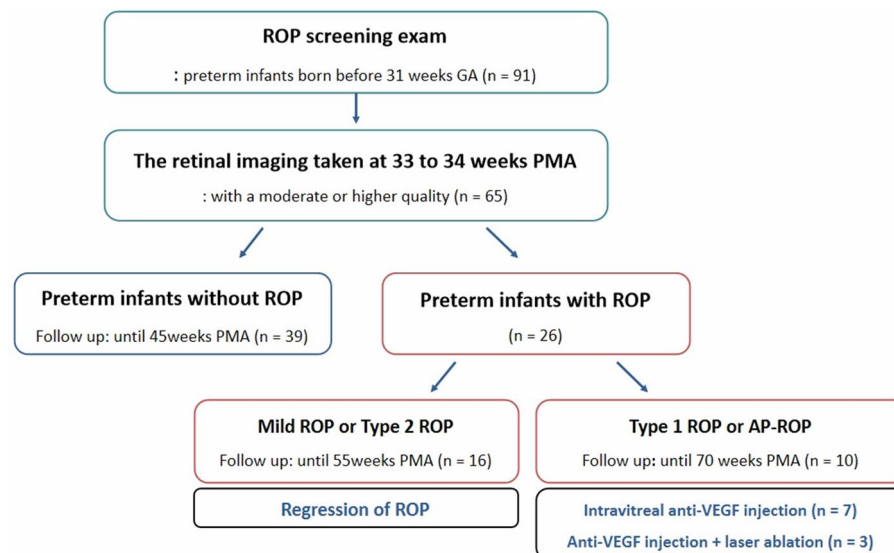 ROP screening exam
: preterm infants born before 31 weeks GA (n = 91)
The retinal imaging taken at 33 to 34 weeks PMA
: with a moderate or higher quality (n = 65)
Preterm infants without ROP
Follow up: until 45weeks PMA (n = 39)
Preterm infants with ROP
(n = 26)
Mild ROP or Type 2 ROP
Follow up: until 55weeks PMA (n = 16)
Regression of ROP
Type 1 ROP or AP-ROP
Follow up: until 70 weeks PMA (n = 10)
Intravitreal anti-VEGF injection (n = 7)
Anti-VEGF injection + laser ablation (n = 3)